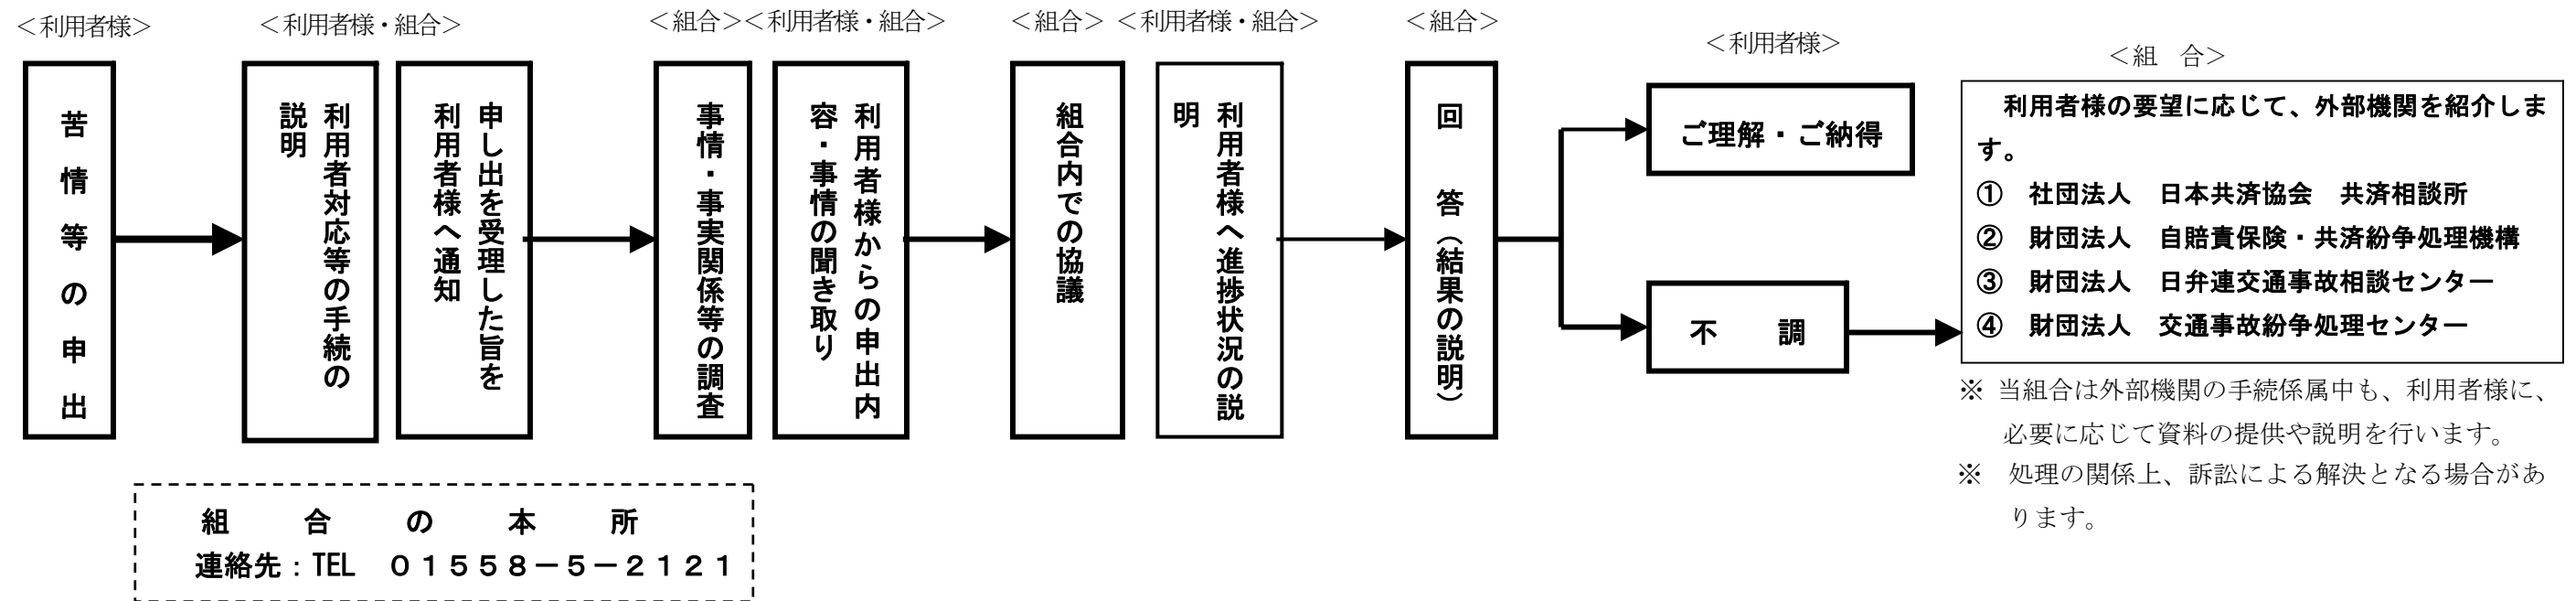 ＜利用者様＞
苦情等の申出
＜利用者様・組合＞
利用者対応等の手続の
説明
申し出を受理した旨を
利用者様へ通知
＜組合＞
事情・事実関係等の調査
＜利用者様・組合＞
利用者様からの申出内
容・事情の聞き取り
＜組合＞
組合内での協議
＜利用者様・組合＞
利用者様へ進捗状況の説
明
＜組合＞
回　答（結果の説明）
＜利用者様＞
ご理解・ご納得
不　調
＜組　合＞
利用者様の要望に応じて、外部機関を紹介しま
す。
①　社団法人　日本共済協会　共済相談所
②　財団法人　自賠責保険・共済紛争処理機構
③　財団法人　日弁連交通事故相談センター
④　財団法人　交通事故紛争処理センター
※ 当組合は外部機関の手続係属中も、利用者様に、
必要に応じて資料の提供や説明を行います。
※　処理の関係上、訴訟による解決となる場合があ
ります。
組　合　の　本　所
連絡先：TEL　０１５５８－５－２１２１